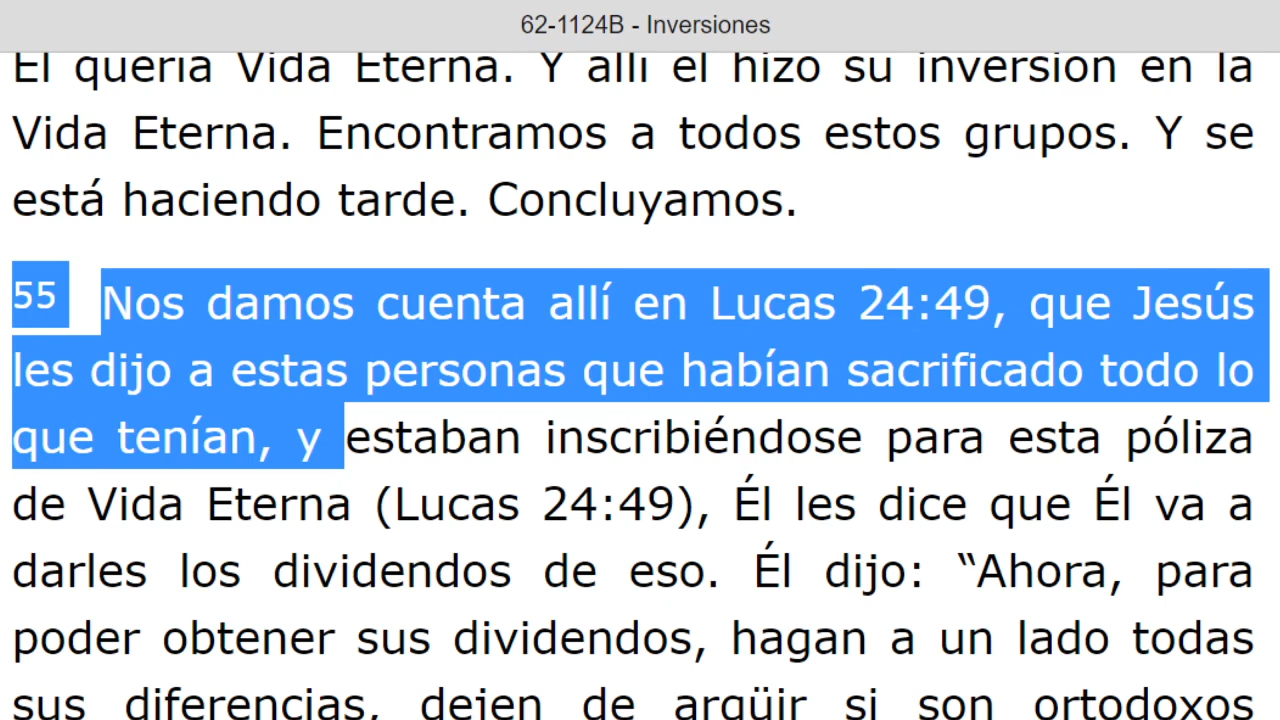 62-1124B - Inversiones
Él quería Vida Eterna. Y allí él hizo su inversión en la
Vida Eterna. Encontramos a todos estos grupos. Y se
está haciendo tarde. Concluyamos.
55 Nos damos cuenta allí en Lucas 24:49, que Jesús
les dijo a estas personas que habían sacrificado todo lo
que tenían, y estaban inscribiéndose para esta póliza
de Vida Eterna (Lucas 24:49), Él les dice que Él va a
darles los dividendos de eso. Él dijo: “Ahora, para
poder obtener sus dividendos, hagan a un lado todas
sus diferencias, dejen de argüir si son ortodoxos